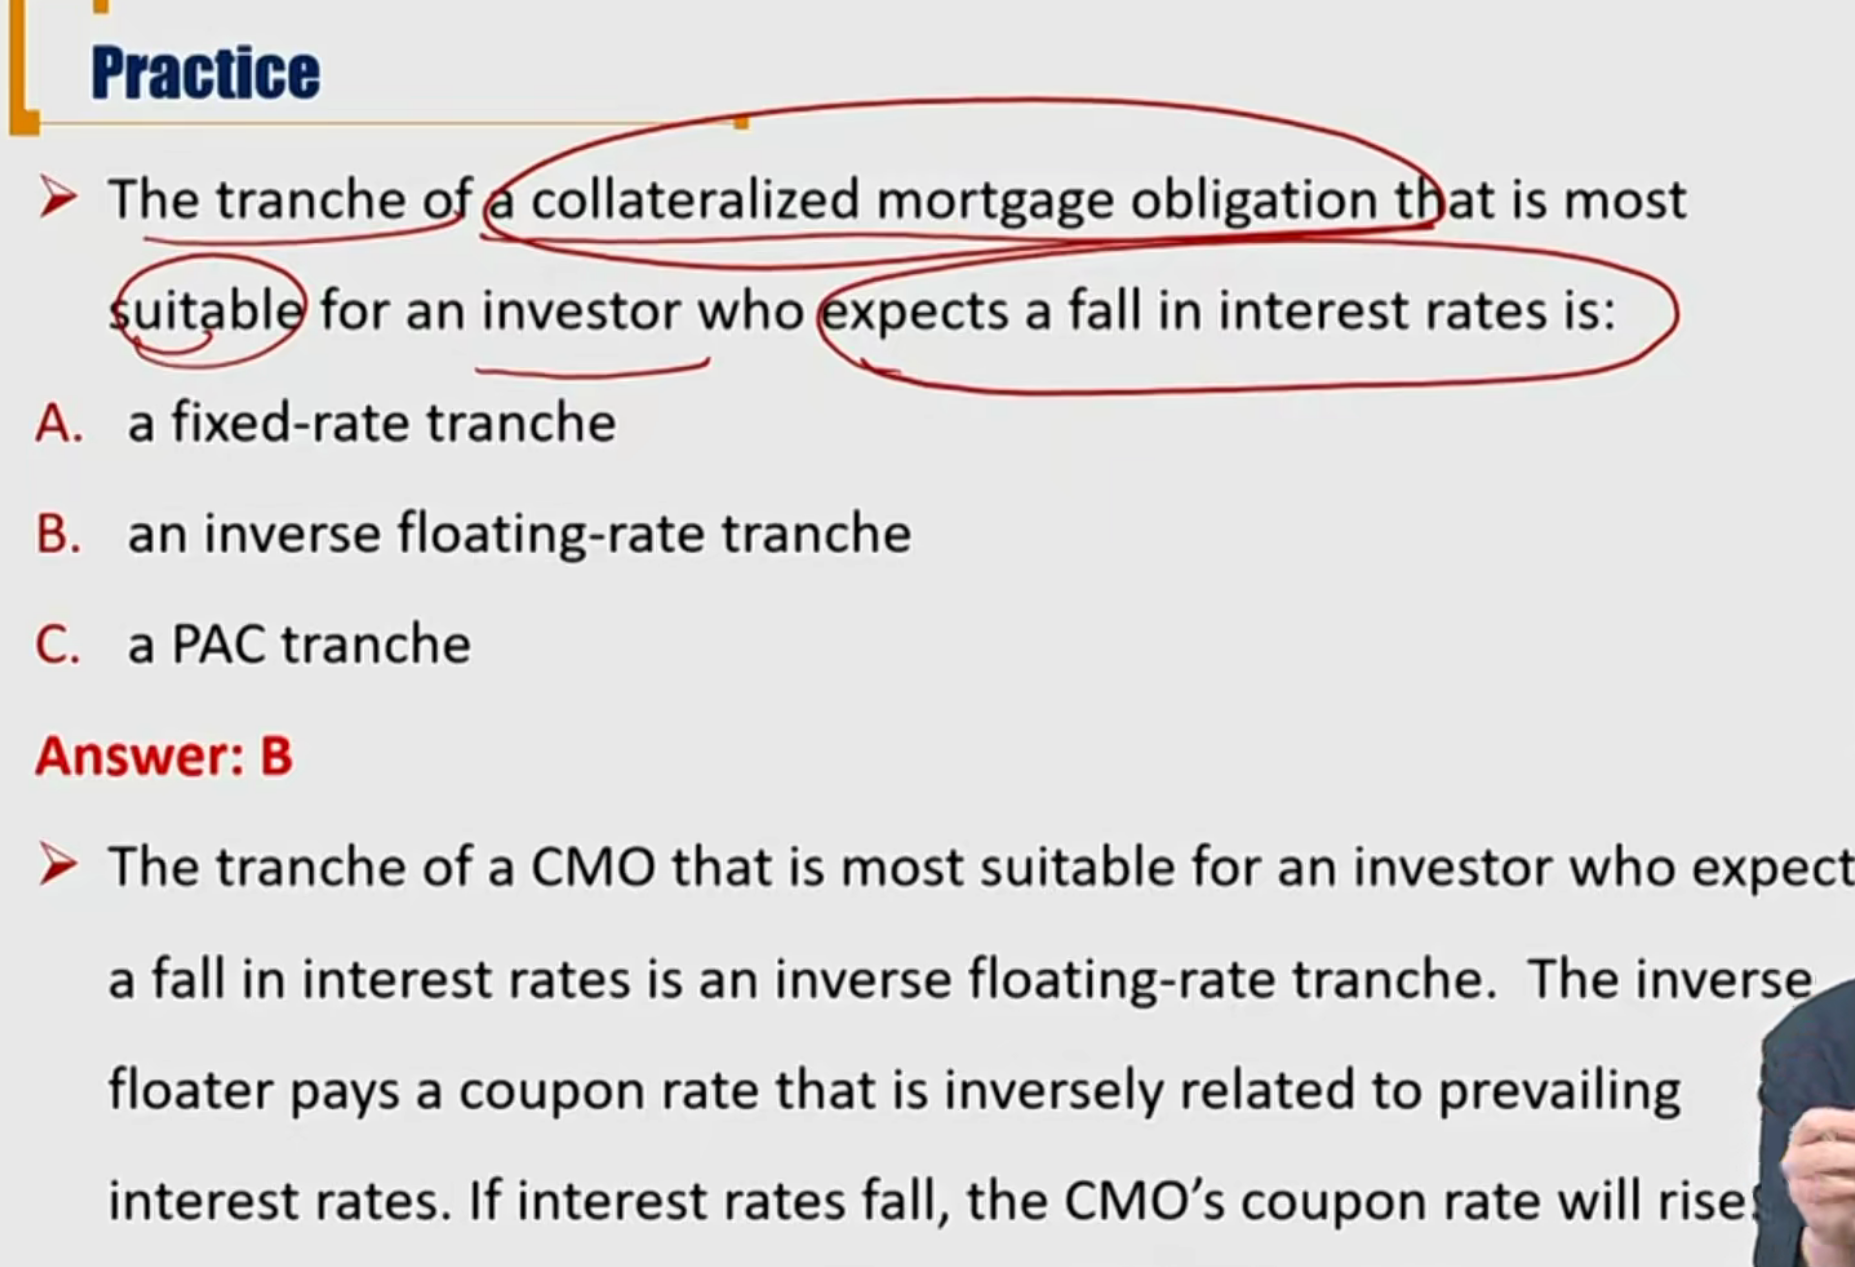 Practice
The tranche of a collateralized mortgage obligation that is most
suitable for an investor who expects a fall in interest rates is:
A. a fixed-rate tranche
B. an inverse floating-rate tranche
C. a PAC tranche
Answer: B
The tranche of a CMO that is most suitable for an investor who expect
a fall in interest rates is an inverse floating-rate tranche. The inverse
floater pays a coupon rate that is inversely related to prevailing
interest rates. If interest rates fall, the CMO’s coupon rate will rise